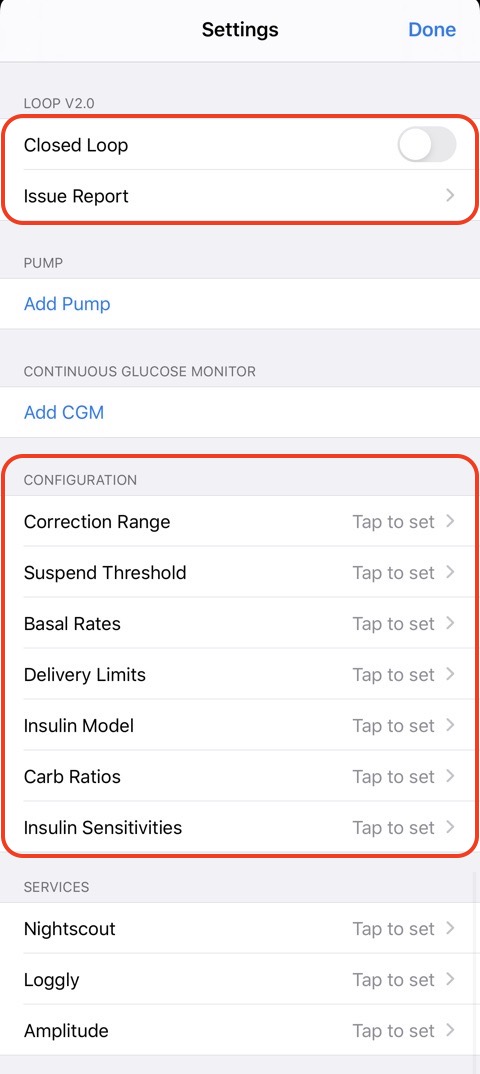 Settings Done
LOOP V2.0
Closed Loop
Issue Report
PUMP
Add Pump
CONTINUOUS GLUCOSE MONITOR
Add CGM
CONFIGURATION
Correction Range Tap to set
Suspend Threshold Tap to set
Basal Rates Tap to set
Delivery Limits Tap to set
Insulin Model Tap to set
Carb Ratios Tap to set
Insulin Sensitivities Tap to set
SERVICES
Nightscout Tap to set
Loggly Tap to set
Amplitude Tap to set